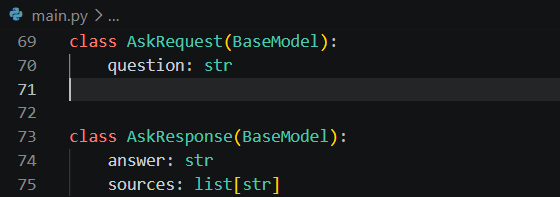 main.py > ...
69 class AskRequest(BaseModel):
70     question: str
71
72
73 class AskResponse(BaseModel):
74     answer: str
75     sources: list[str]